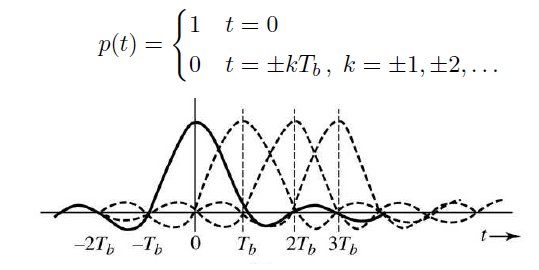 p(t) = { 1 t = 0
0 t = ±kT_b , k = ±1, ±2, . . .
−2T_b −T_b 0 T_b 2T_b 3T_b t→